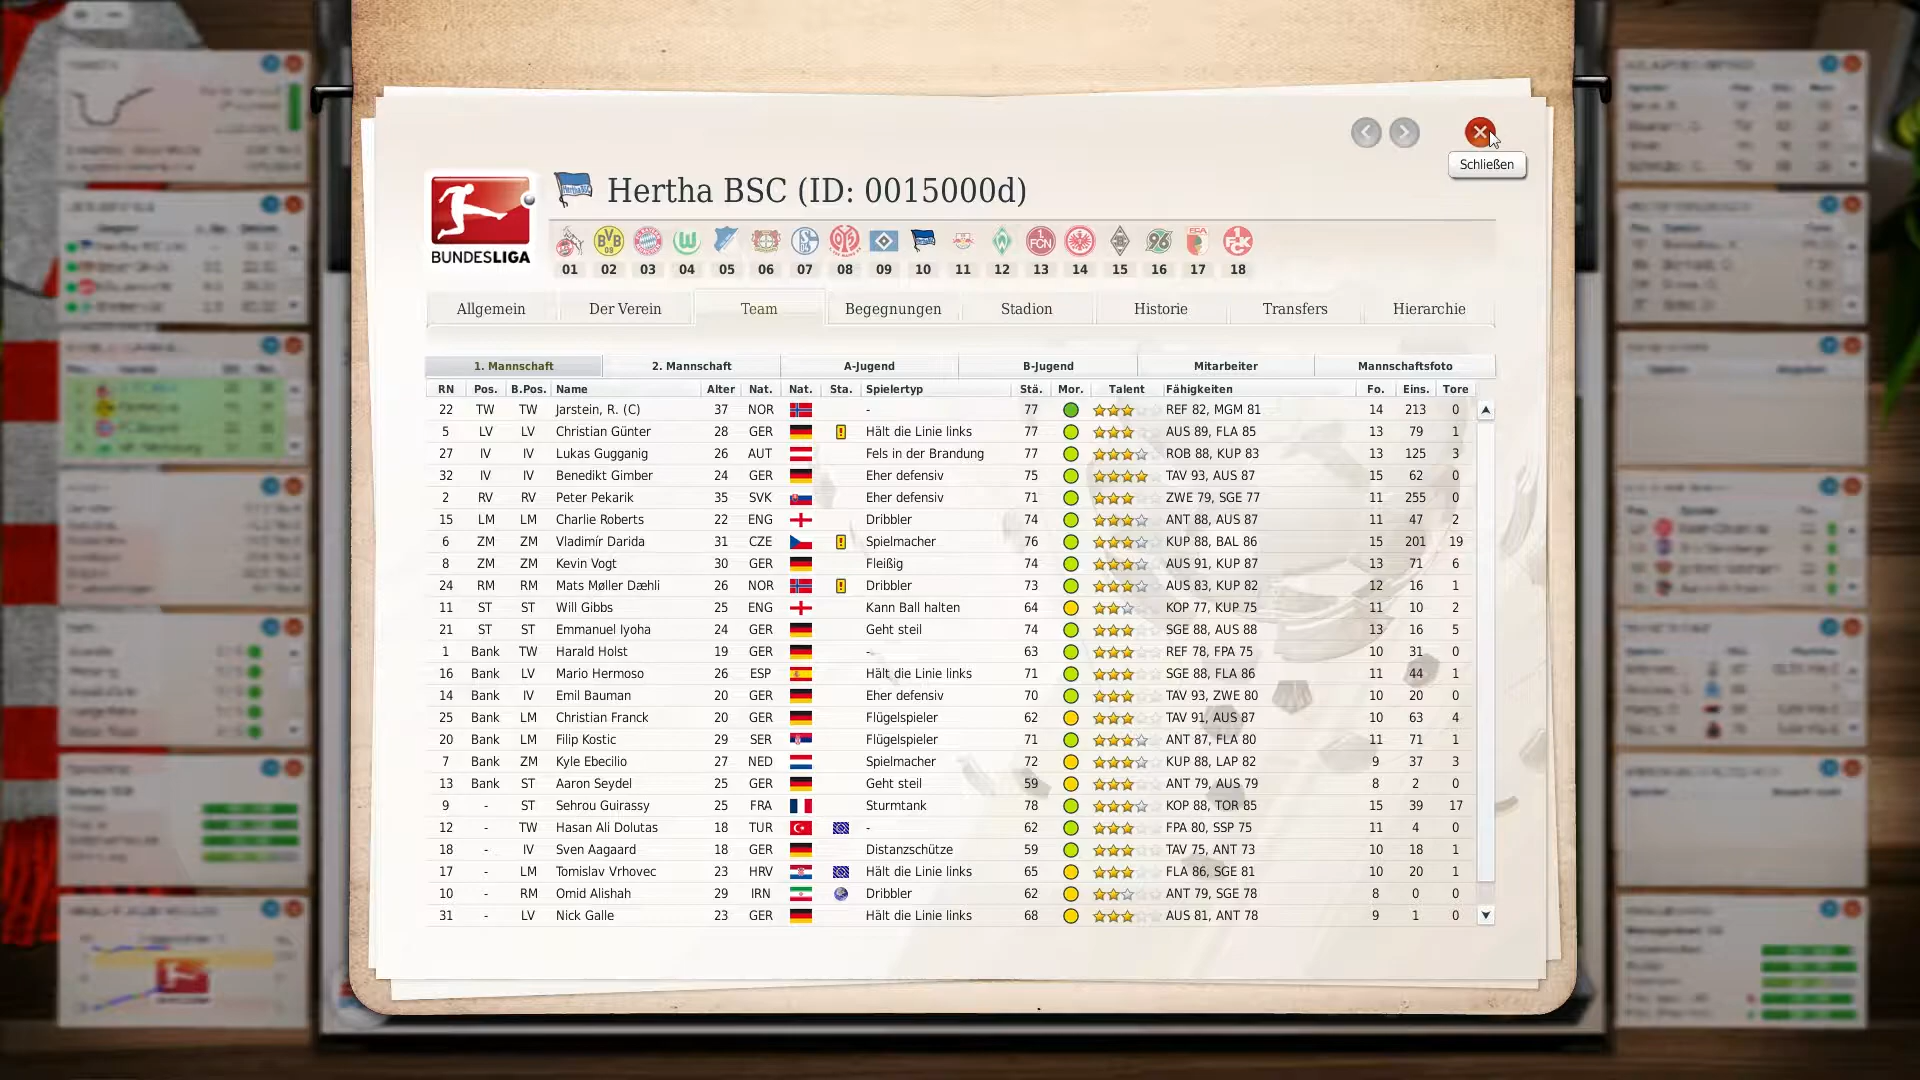 Schließen
Hertha BSC (ID: 0015000d)
BUNDESLIGA
01 02 03 04 05 06 07 08 09 10 11 12 13 14 15 16 17 18
Allgemein Der Verein Team Begegnungen Stadion Historie Transfers Hierarchie
1. Mannschaft 2. Mannschaft A-Jugend B-Jugend Mitarbeiter Mannschaftsfoto
RN Pos. B.Pos. Name Alter Nat. Nat. Sta. Spielertyp Stä. Mor. Talent Fähigkeiten Fo. Eins. Tore
22 TW TW Jarstein, R. (C) 37 NOR - 77 REF 82, MGM 81 14 213 0
5 LV LV Christian Günter 28 GER Hält die Linie links 77 AUS 89, FLA 85 13 79 1
27 IV IV Lukas Gugganig 26 AUT Fels in der Brandung 77 ROB 88, KUP 83 13 125 3
32 IV IV Benedikt Gimber 24 GER Eher defensiv 75 TAV 93, AUS 87 15 62 0
2 RV RV Peter Pekarik 35 SVK Eher defensiv 71 ZWE 79, SGE 77 11 255 0
15 LM LM Charlie Roberts 22 ENG Dribbler 74 ANT 88, AUS 87 11 47 2
6 ZM ZM Vladimír Darida 31 CZE Spielmacher 76 KUP 88, BAL 86 15 201 19
8 ZM ZM Kevin Vogt 30 GER Fleißig 74 AUS 91, KUP 87 13 71 6
24 RM RM Mats Møller Dæhli 26 NOR Dribbler 73 AUS 83, KUP 82 12 16 1
11 ST ST Will Gibbs 25 ENG Kann Ball halten 64 KOP 77, KUP 75 11 10 2
21 ST ST Emmanuel Iyoha 24 GER Geht steil 74 SGE 88, AUS 88 13 16 5
1 Bank TW Harald Holst 19 GER - 63 REF 78, FPA 75 10 31 0
16 Bank LV Mario Hermoso 26 ESP Hält die Linie links 71 SGE 88, FLA 86 11 44 1
14 Bank IV Emil Bauman 20 GER Eher defensiv 70 TAV 93, ZWE 80 10 20 0
25 Bank LM Christian Franck 20 GER Flügelspieler 62 TAV 91, AUS 87 10 63 4
20 Bank LM Filip Kostic 29 SER Flügelspieler 71 ANT 87, FLA 80 11 71 1
7 Bank ZM Kyle Ebecilio 27 NED Spielmacher 72 KUP 88, LAP 82 9 37 3
13 Bank ST Aaron Seydel 25 GER Geht steil 59 ANT 79, AUS 79 8 2 0
9 - ST Sehrou Guirassy 25 FRA Sturmtank 78 KOP 88, TOR 85 15 39 17
12 - TW Hasan Ali Dolutas 18 TUR - 62 FPA 80, SSP 75 11 4 0
18 - IV Sven Aagaard 18 GER Distanzschütze 59 TAV 75, ANT 73 10 18 1
17 - LM Tomislav Vrhovec 23 HRV Hält die Linie links 65 FLA 86, SGE 81 10 20 1
10 - RM Omid Alishah 29 IRN Dribbler 62 ANT 79, SGE 78 8 0 0
31 - LV Nick Galle 23 GER Hält die Linie links 68 AUS 81, ANT 78 9 1 0